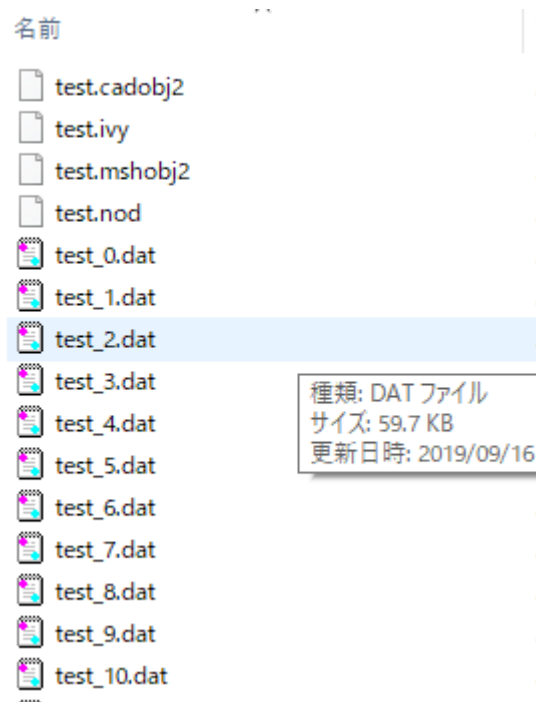 名前
test.cadobj2
test.ivy
test.mshobj2
test.nod
test_0.dat
test_1.dat
test_2.dat
test_3.dat
test_4.dat
test_5.dat
test_6.dat
test_7.dat
test_8.dat
test_9.dat
test_10.dat
種類: DAT ファイル
サイズ: 59.7 KB
更新日時: 2019/09/16